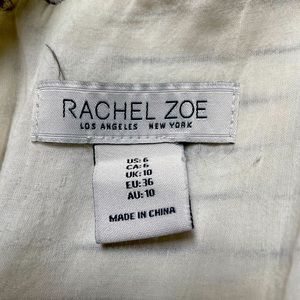 RACHEL ZOE
LOS ANGELES NEW YORK
US: 6
CA: 6
UK: 10
EU: 36
AU: 10
MADE IN CHINA